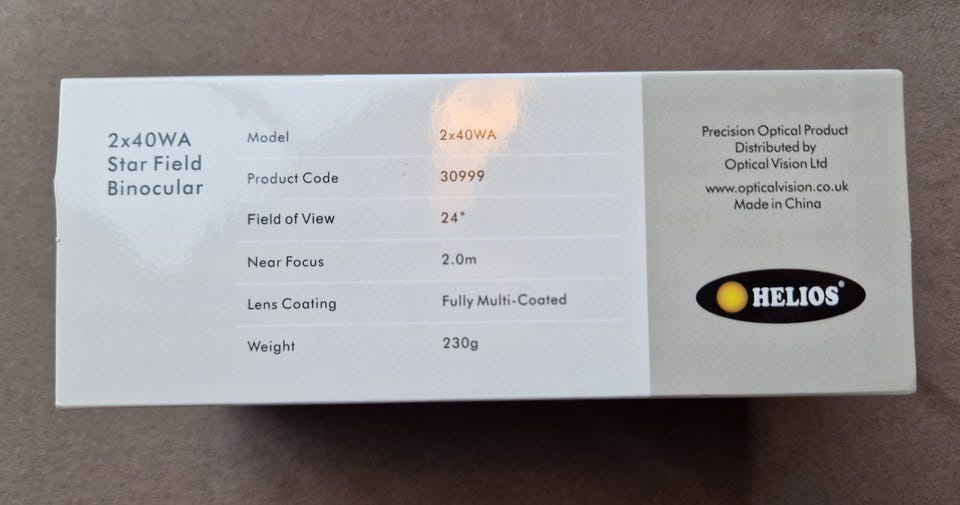 2x40WA
Star Field
Binocular
Model 2x40WA
Product Code 30999
Field of View 24°
Near Focus 2.0m
Lens Coating Fully Multi-Coated
Weight 230g
Precision Optical Product
Distributed by
Optical Vision Ltd
www.opticalvision.co.uk
Made in China
HELIOS®